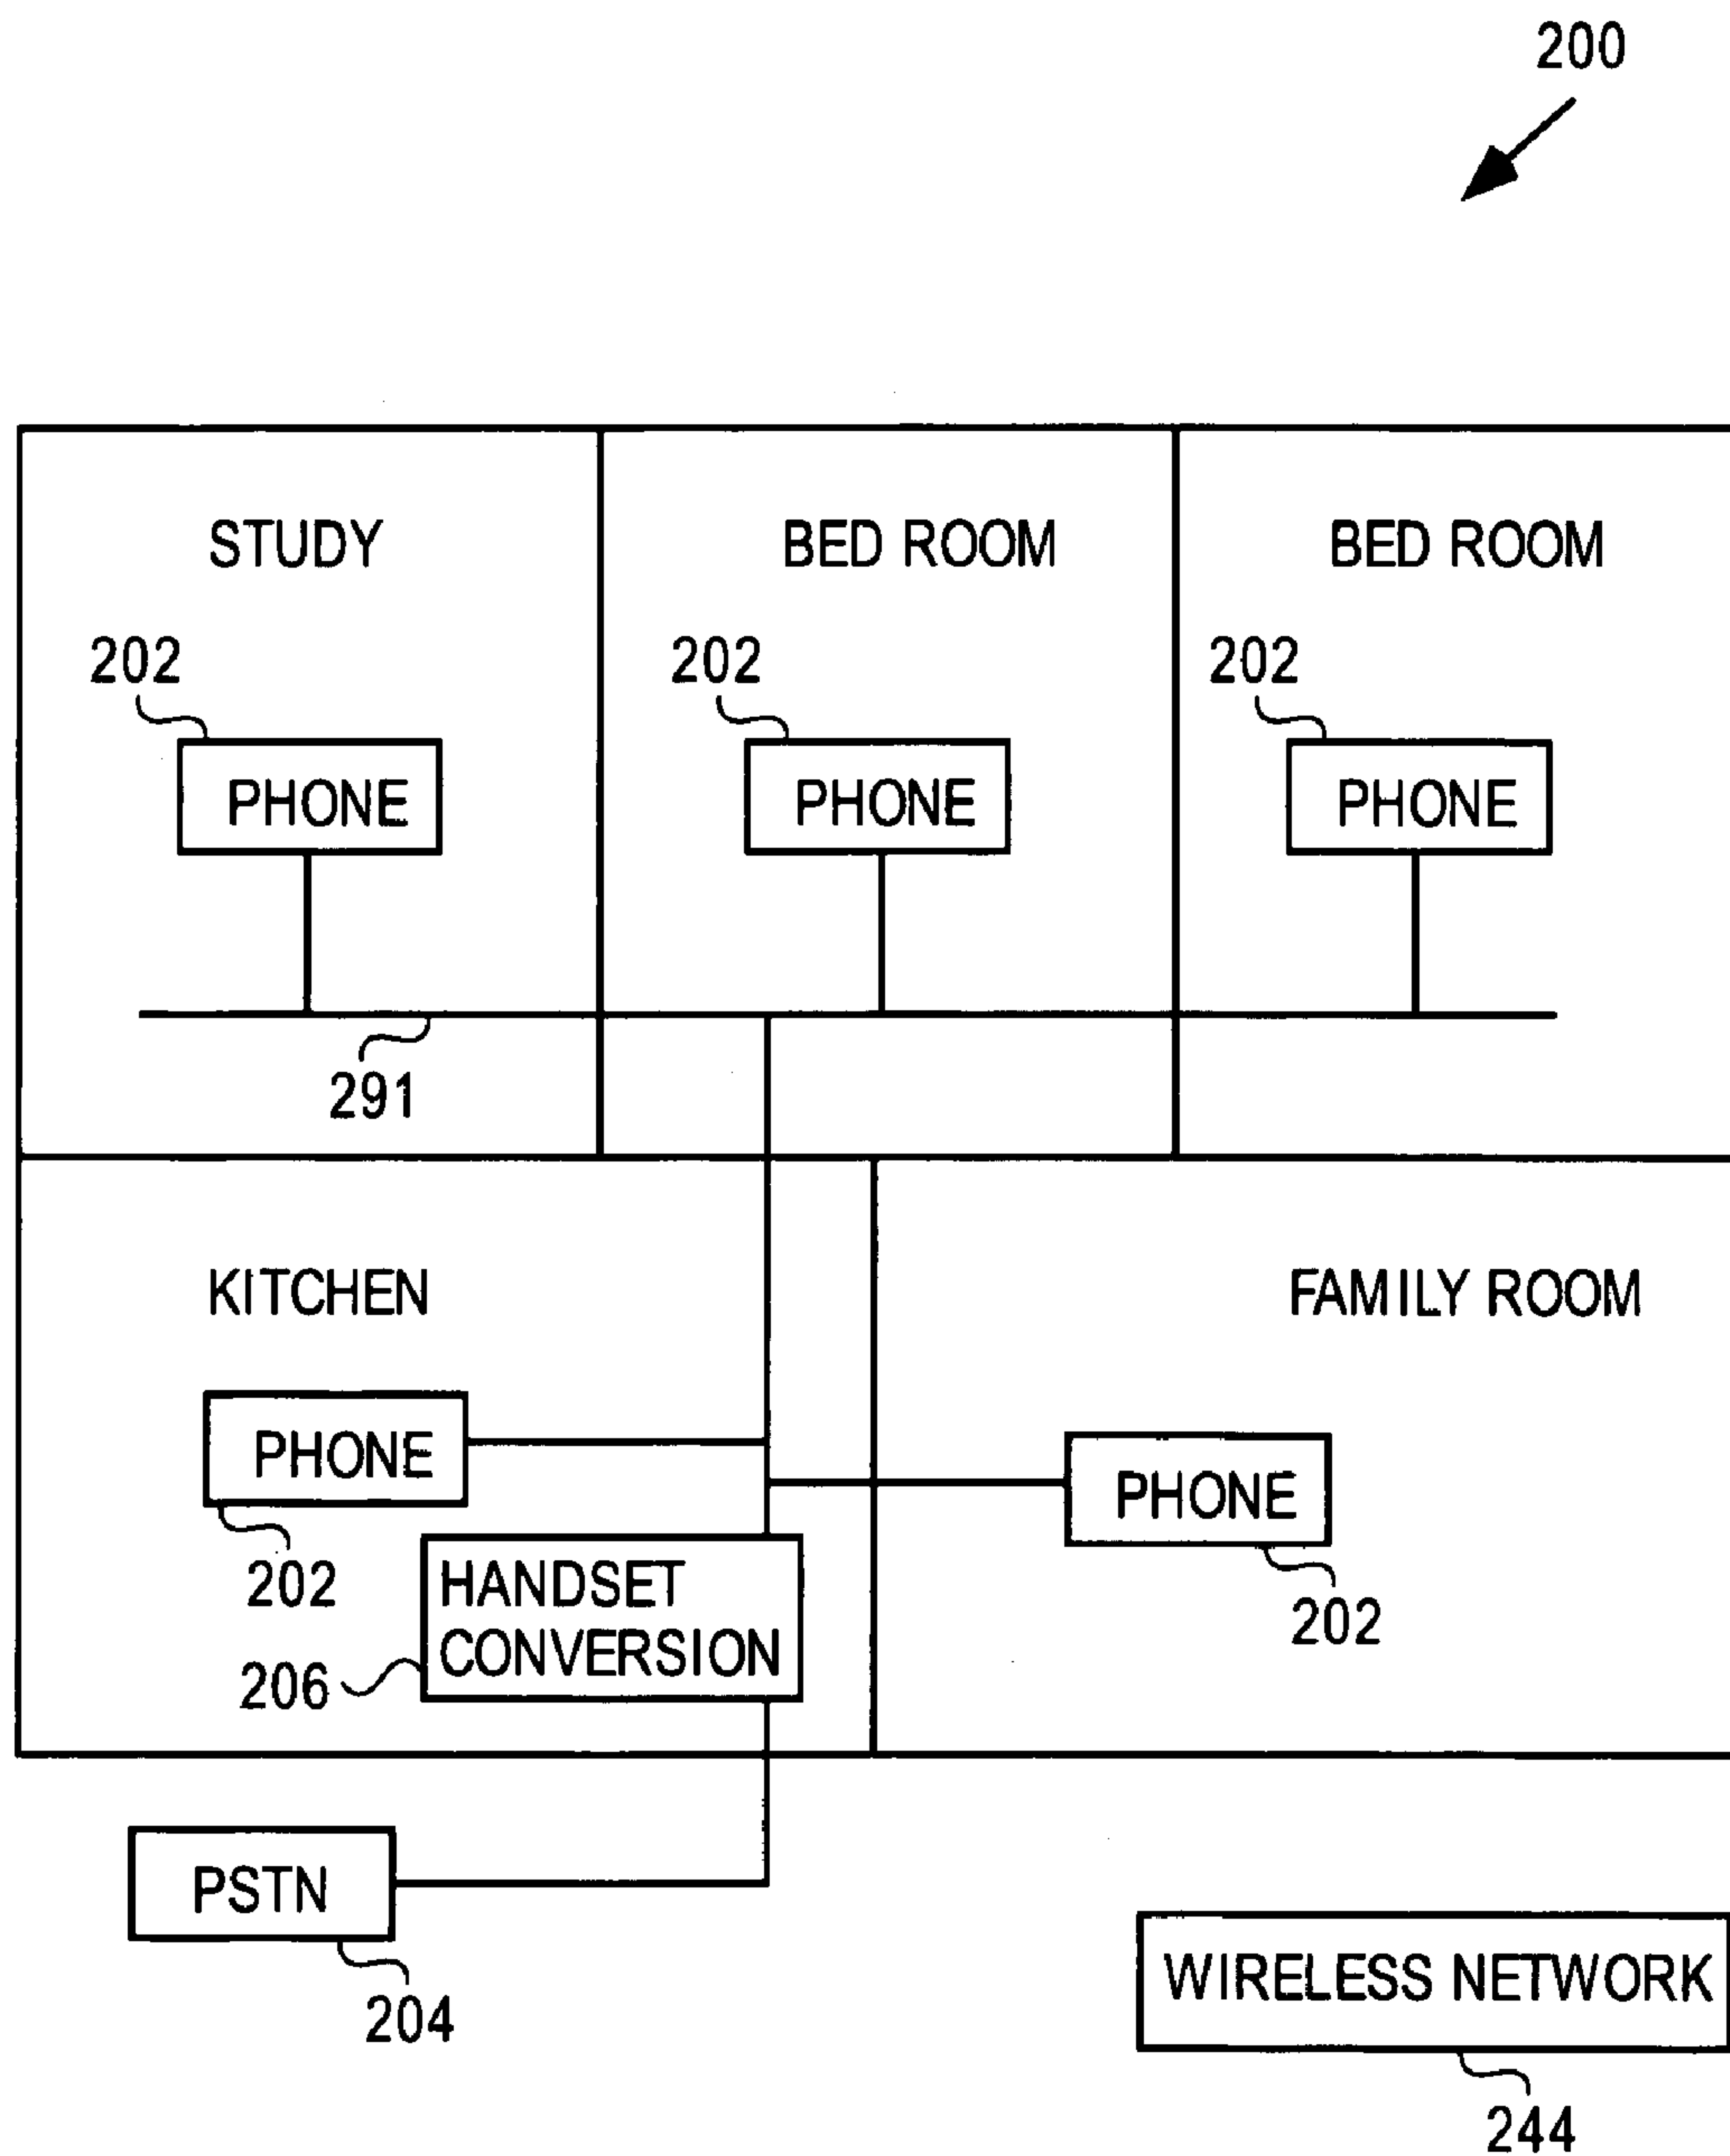 200
STUDY
BED ROOM
BED ROOM
202
202
202
PHONE
PHONE
PHONE
291
KITCHEN
FAMILY ROOM
PHONE
PHONE
202
HANDSET
CONVERSION
202
206
PSTN
204
WIRELESS NETWORK
244